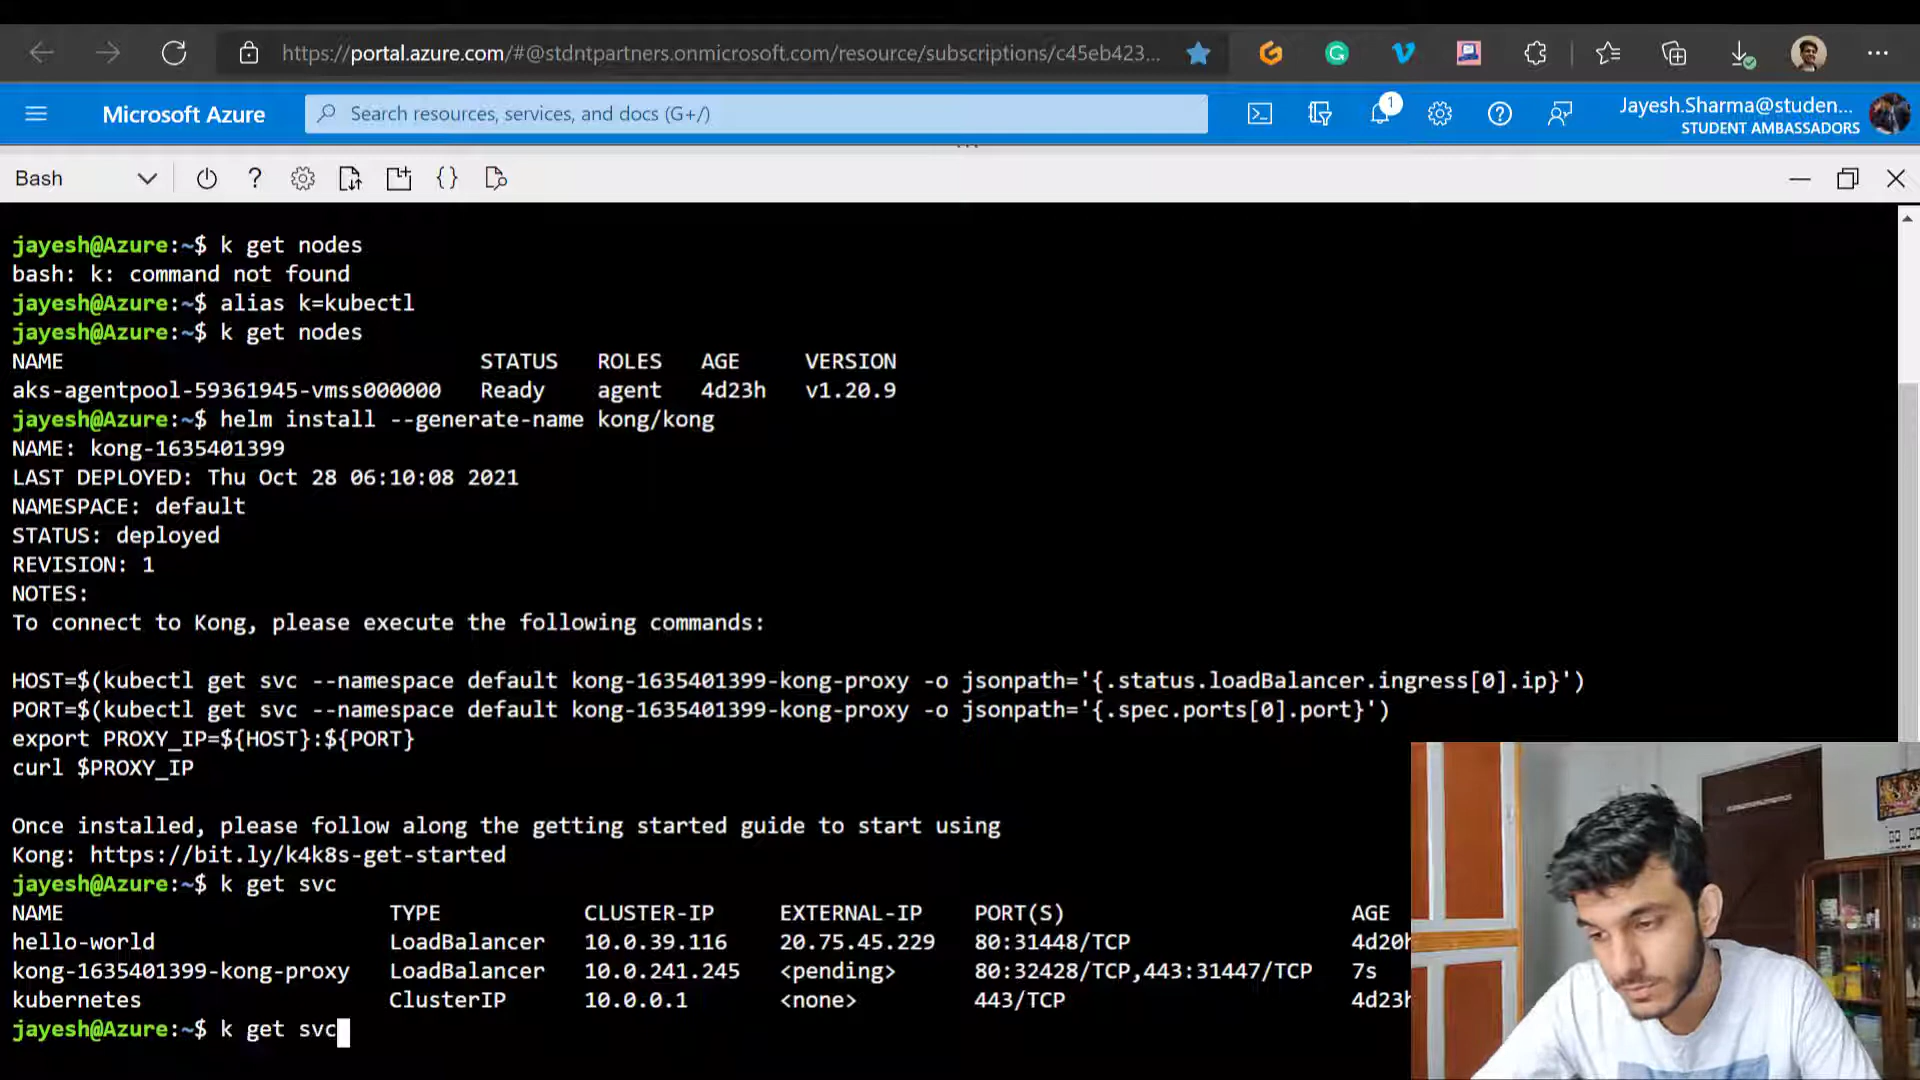 https://portal.azure.com/#@stdntpartners.onmicrosoft.com/resource/subscriptions/c45eb423...
Microsoft Azure
Search resources, services, and docs (G+/)
1
Jayesh.Sharma@studen...
STUDENT AMBASSADORS
Bash
jayesh@Azure:~$ k get nodes
bash: k: command not found
jayesh@Azure:~$ alias k=kubectl
jayesh@Azure:~$ k get nodes
NAME STATUS ROLES AGE VERSION
aks-agentpool-59361945-vmss000000 Ready agent 4d23h v1.20.9
jayesh@Azure:~$ helm install --generate-name kong/kong
NAME: kong-1635401399
LAST DEPLOYED: Thu Oct 28 06:10:08 2021
NAMESPACE: default
STATUS: deployed
REVISION: 1
NOTES:
To connect to Kong, please execute the following commands:
HOST=$(kubectl get svc --namespace default kong-1635401399-kong-proxy -o jsonpath='{.status.loadBalancer.ingress[0].ip}')
PORT=$(kubectl get svc --namespace default kong-1635401399-kong-proxy -o jsonpath='{.spec.ports[0].port}')
export PROXY_IP=${HOST}:${PORT}
curl $PROXY_IP
Once installed, please follow along the getting started guide to start using
Kong: https://bit.ly/k4k8s-get-started
jayesh@Azure:~$ k get svc
NAME TYPE CLUSTER-IP EXTERNAL-IP PORT(S) AGE
hello-world LoadBalancer 10.0.39.116 20.75.45.229 80:31448/TCP 4d20h
kong-1635401399-kong-proxy LoadBalancer 10.0.241.245 <pending> 80:32428/TCP,443:31447/TCP 7s
kubernetes ClusterIP 10.0.0.1 <none> 443/TCP 4d23h
jayesh@Azure:~$ k get svc